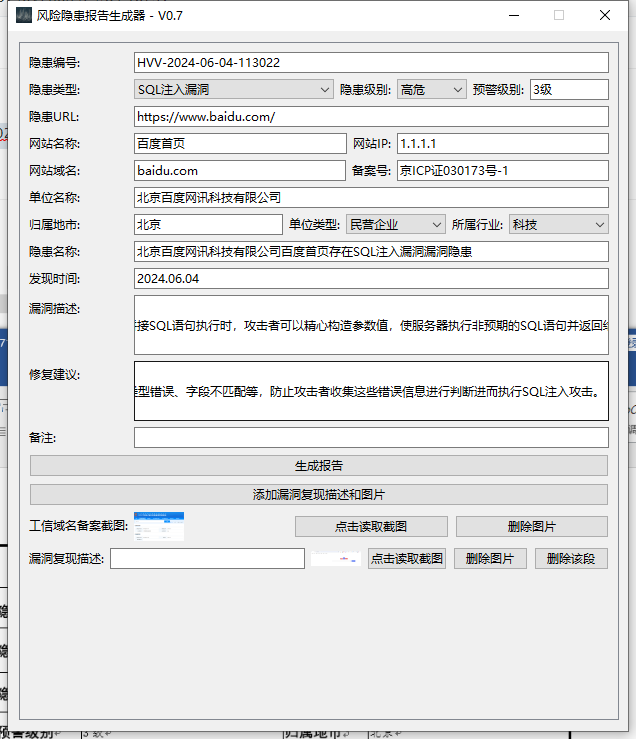 风险隐患报告生成器 - V0.7
隐患编号: HVV-2024-06-04-113022
隐患类型: SQL注入漏洞 隐患级别: 高危 预警级别: 3级
隐患URL: https://www.baidu.com/
网站名称: 百度首页 网站IP: 1.1.1.1
网站域名: baidu.com 备案号: 京ICP证030173号-1
单位名称: 北京百度网讯科技有限公司
归属地市: 北京 单位类型: 民营企业 所属行业: 科技
隐患名称: 北京百度网讯科技有限公司百度首页存在SQL注入漏洞漏洞隐患
发现时间: 2024.06.04
漏洞描述: 接SQL语句执行时，攻击者可以精心构造参数值，使服务器执行非预期的SQL语句并返回
修复建议: 型错误、字段不匹配等，防止攻击者收集这些错误信息进行判断进而执行SQL注入攻击。
备注:
生成报告
添加漏洞复现描述和图片
工信域名备案截图: 点击读取截图 删除图片
漏洞复现描述: 点击读取截图 删除图片 删除该段
预警级别 3 级 归属地市 北京